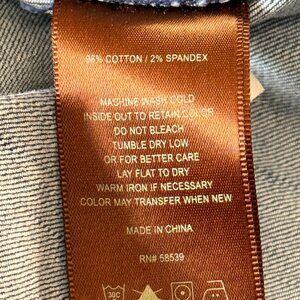 98% COTTON / 2% SPANDEX
MACHINE WASH COLD
INSIDE OUT TO RETAIN COLOR
DO NOT BLEACH
TUMBLE DRY LOW
OR FOR BETTER CARE
LAY FLAT TO DRY
WARM IRON IF NECESSARY
COLOR MAY TRANSFER WHEN NEW
MADE IN CHINA
RN# 58539
30C